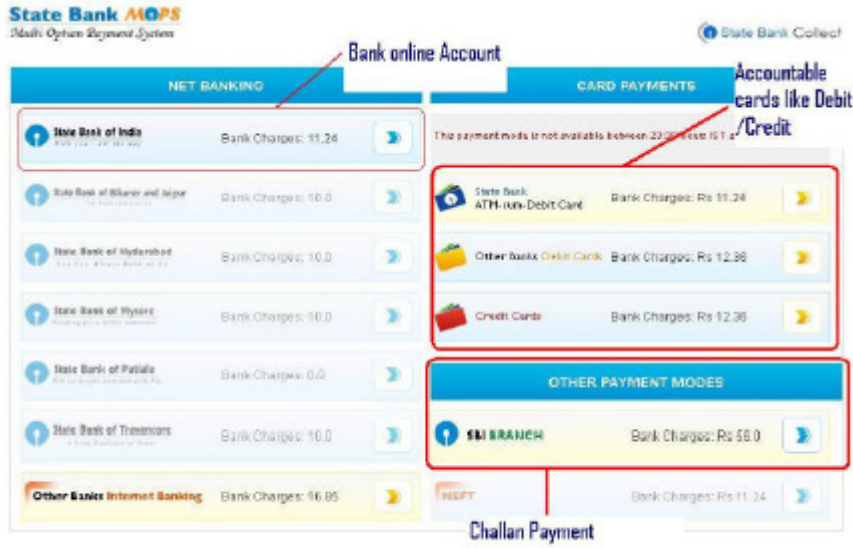 State Bank MOPS
Multi Option Payment System
State Bank Collect
Bank online Account
Accountable
cards like Debit
/Credit
NET BANKING
CARD PAYMENTS
State Bank of India
Bank Charges: 11.24
This payment mode is not available between
State Bank of Bikaner and Jaipur
Bank Charges: 10.0
State Bank of Hyderabad
Bank Charges: 10.0
State Bank of Mysore
Bank Charges: 10.0
State Bank of Patiala
Bank Charges: 0.0
State Bank of Travancore
Bank Charges: 10.0
Other Banks Internet Banking
Bank Charges: 16.85
State Bank
ATM-cum-Debit Card
Bank Charges: Rs 11.24
Other Banks Debit Cards
Bank Charges: Rs 12.36
Credit Cards
Bank Charges: Rs 12.36
OTHER PAYMENT MODES
SBI BRANCH
Bank Charges: Rs 56.0
NEFT
Bank Charges: Rs 11.24
Challan Payment